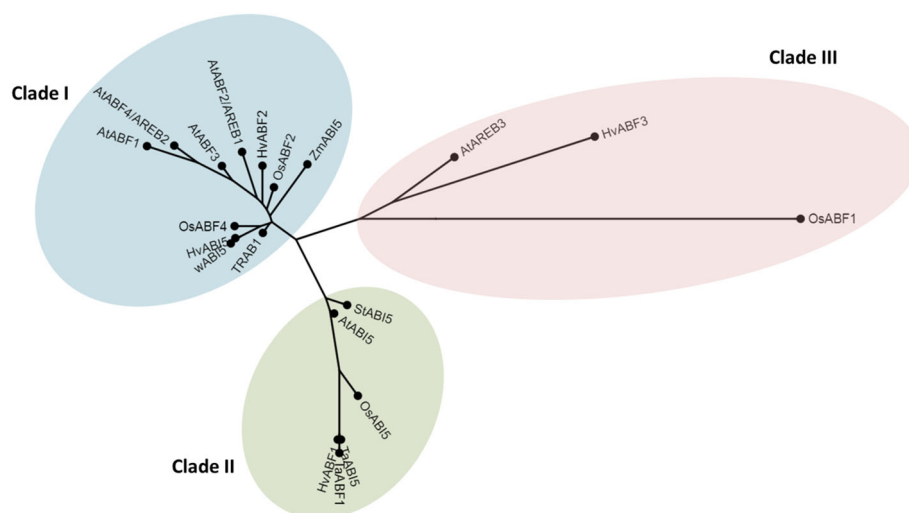 Clade I
AtABF4/AREB2
AtABF1
AtABF3
AtABF2/AREB1
HvABF2
OsABF2
ZmABI5
OsABF4
HvABI5
wABI5
TRAB1
Clade III
AtAREB3
HvABF3
OsABF1
StABI5
AtABI5
OsABI5
HvABF1
TaABF1
TaABI5
Clade II